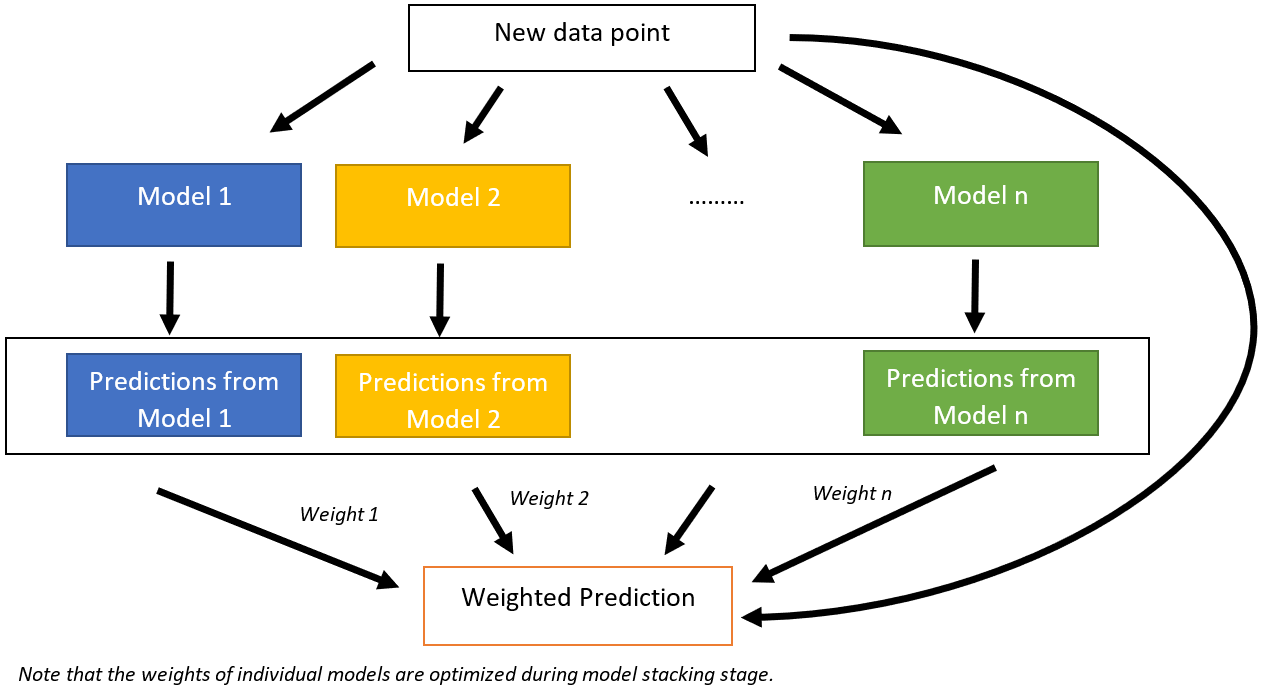 New data point
Model 1
Model 2
.........
Model n
Predictions from
Model 1
Predictions from
Model 2
Predictions from
Model n
Weight 1
Weight 2
Weight n
Weighted Prediction
Note that the weights of individual models are optimized during model stacking stage.